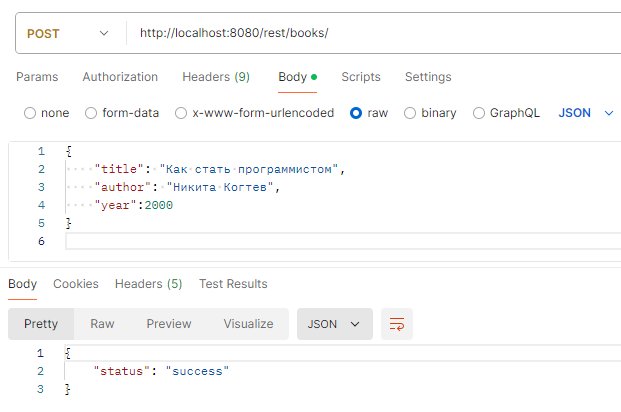 POST http://localhost:8080/rest/books/
Params Authorization Headers (9) Body Scripts Settings
none form-data x-www-form-urlencoded raw binary GraphQL JSON
1 {
2 "title": "Как стать программистом",
3 "author": "Никита Когтев",
4 "year":2000
5 }
6
Body Cookies Headers (5) Test Results
Pretty Raw Preview Visualize JSON
1 {
2 "status": "success"
3 }